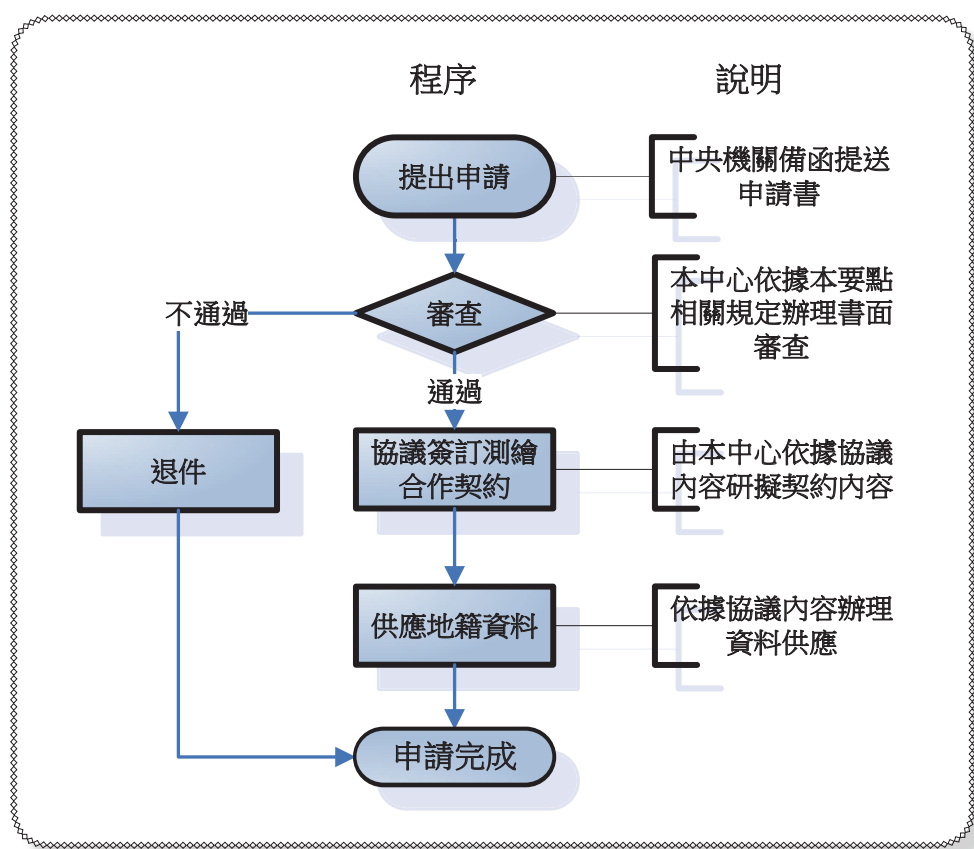 程序
說明
提出申請
中央機關備函提送
申請書
審查
本中心依據本要點
相關規定辦理書面
審查
不通過
通過
退件
協議簽訂測繪
合作契約
由本中心依據協議
內容研擬契約內容
供應地籍資料
依據協議內容辦理
資料供應
申請完成